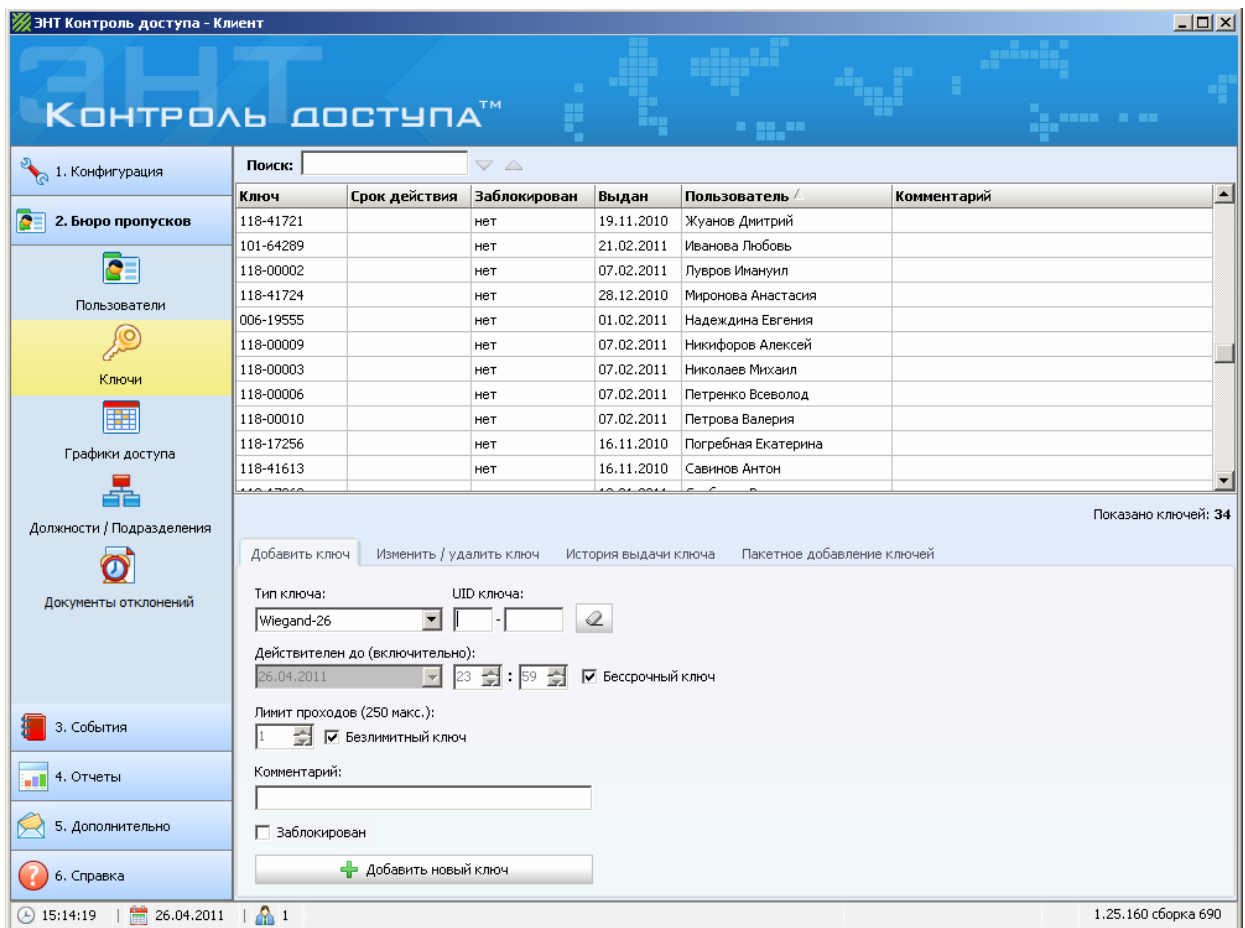 ЭНТ Контроль доступа - Клиент
ЭНТ
Контроль доступа™
1. Конфигурация
2. Бюро пропусков
Пользователи
Ключи
Графики доступа
Должности / Подразделения
Документы отклонений
3. События
4. Отчеты
5. Дополнительно
6. Справка
Поиск:
Ключ Срок действия Заблокирован Выдан Пользователь Комментарий
118-41721 нет 19.11.2010 Жуанов Дмитрий
101-64289 нет 21.02.2011 Иванова Любовь
118-00002 нет 07.02.2011 Лувров Имануил
118-41724 нет 28.12.2010 Миронова Анастасия
006-19555 нет 01.02.2011 Надеждина Евгения
118-00009 нет 07.02.2011 Никифоров Алексей
118-00003 нет 07.02.2011 Николаев Михаил
118-00006 нет 07.02.2011 Петренко Всеволод
118-00010 нет 07.02.2011 Петрова Валерия
118-17256 нет 16.11.2010 Погребная Екатерина
118-41613 нет 16.11.2010 Савинов Антон
Показано ключей: 34
Добавить ключ Изменить / удалить ключ История выдачи ключа Пакетное добавление ключей
Тип ключа: UID ключа:
Wiegand-26 -
Действителен до (включительно):
26.04.2011 23 : 59 Бессрочный ключ
Лимит проходов (250 макс.):
1 Безлимитный ключ
Комментарий:
Заблокирован
Добавить новый ключ
15:14:19 | 26.04.2011 | 1 1.25.160 сборка 690